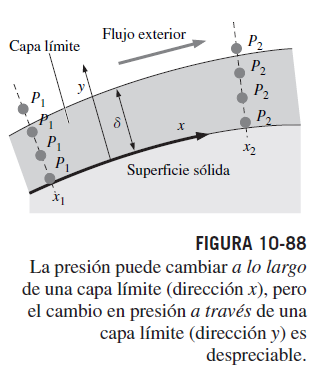 Flujo exterior
Capa límite
P2
P2
P2
P2
P1
P1
P1
P1
y
δ
x
x2
Superficie sólida
x1
FIGURA 10-88
La presión puede cambiar a lo largo
de una capa límite (dirección x), pero
el cambio en presión a través de una
capa límite (dirección y) es
despreciable.